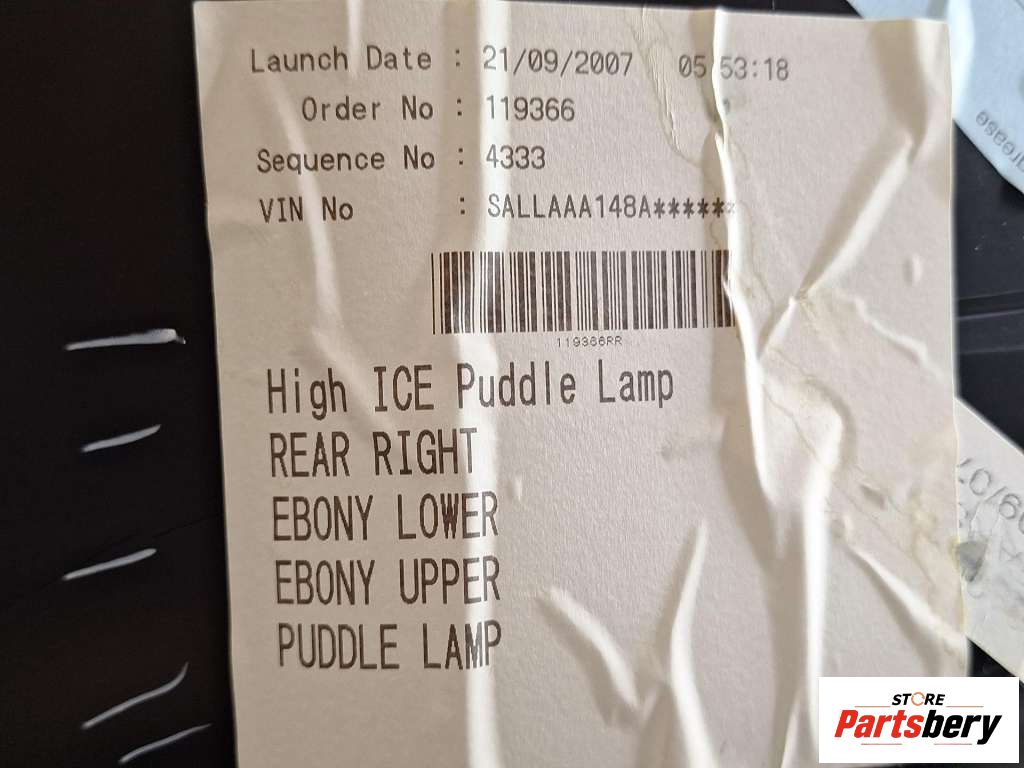 Launch Date : 21/09/2007 05 53:18
Order No : 119366
Sequence No : 4333
VIN No : SALLAAA148A*****
119366RR
High ICE Puddle Lamp
REAR RIGHT
EBONY LOWER
EBONY UPPER
PUDDLE LAMP
STORE
Partsbery